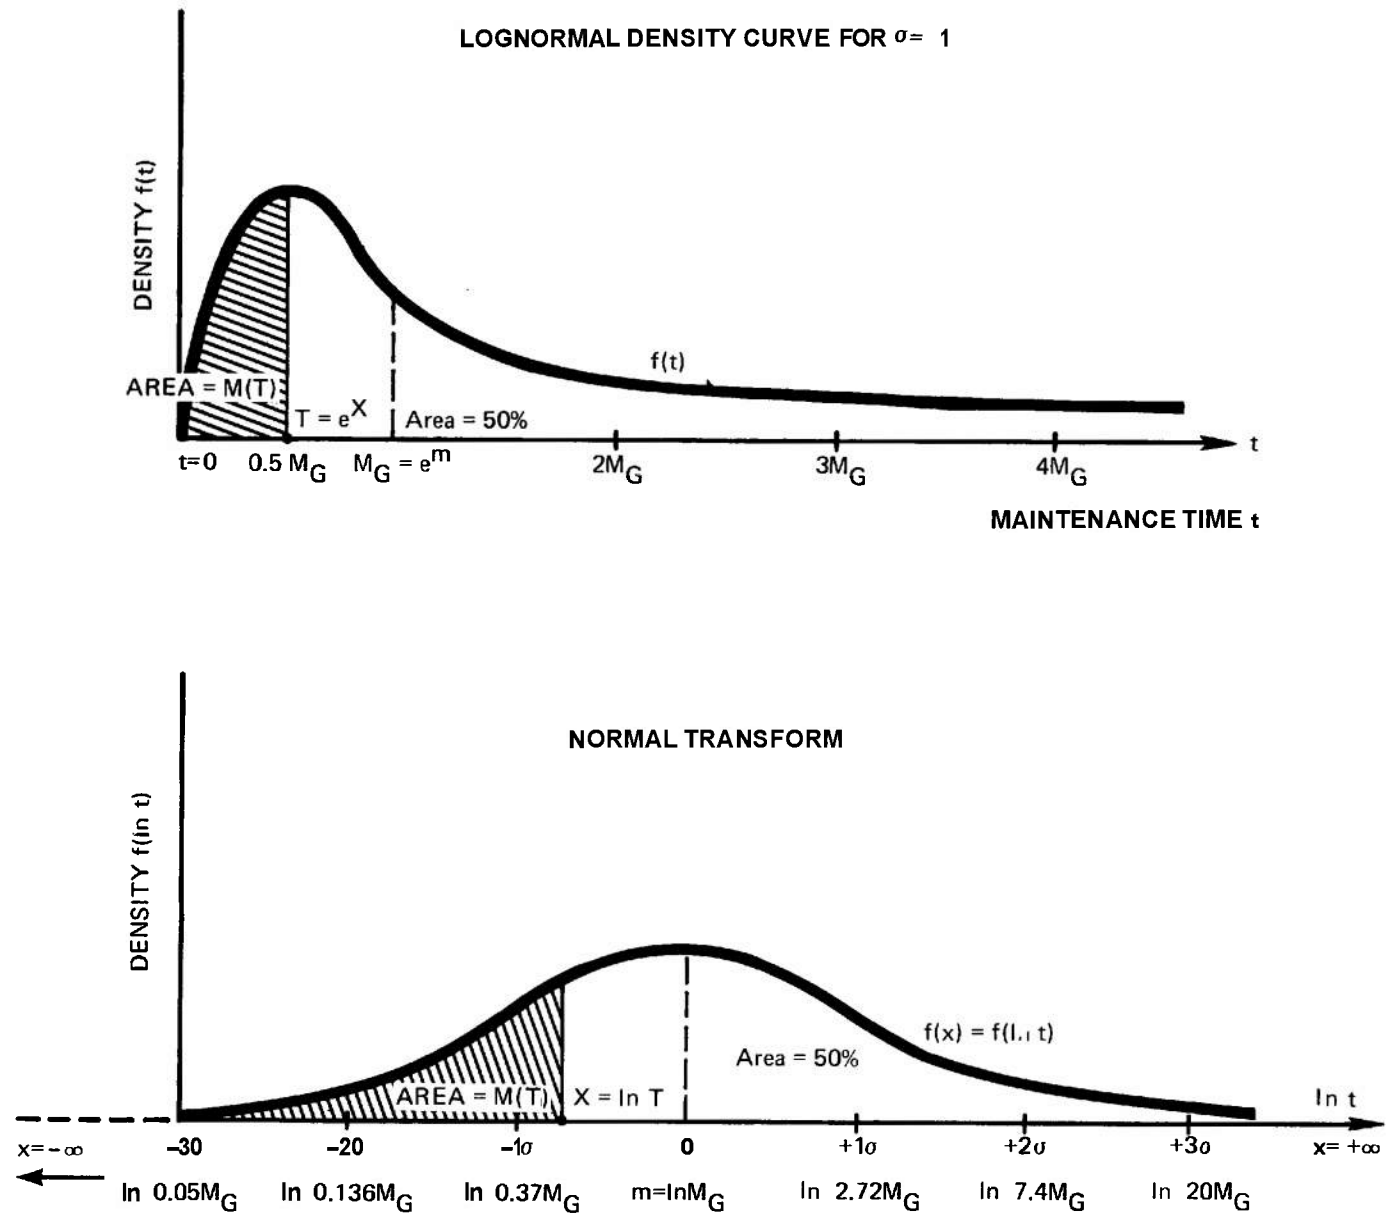 LOGNORMAL DENSITY CURVE FOR σ= 1
DENSITY f(t)
f(t)
AREA = M(T)
T = eX
Area = 50%
t
t=0
0.5 MG
MG = em
2MG
3MG
4MG
MAINTENANCE TIME t
NORMAL TRANSFORM
DENSITY f(ln t)
f(x) = f(l t)
Area = 50%
AREA = M(T)
X = ln T
ln t
x=-∞
-30
-20
-1σ
0
+1σ
+2σ
+3σ
x= +∞
ln 0.05MG
ln 0.136MG
ln 0.37MG
m=lnMG
ln 2.72MG
ln 7.4MG
ln 20MG